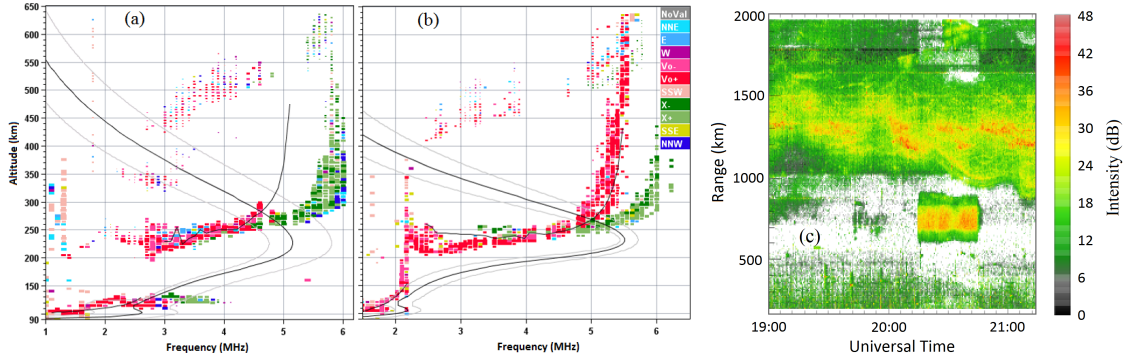 (a)
650
600
550
500
450
400
350
300
250
200
150
120
90
Altitude (km)
1
2
3
4
5
6
Frequency (MHz)
(b)
2
3
4
5
6
Frequency (MHz)
NoVal
NNE
E
W
Vo-
Vo+
SSW
X-
X+
SSE
NNW
(c)
2000
1500
1000
500
Range (km)
19:00
20:00
21:00
Universal Time
48
42
36
30
24
18
12
6
0
Intensity (dB)